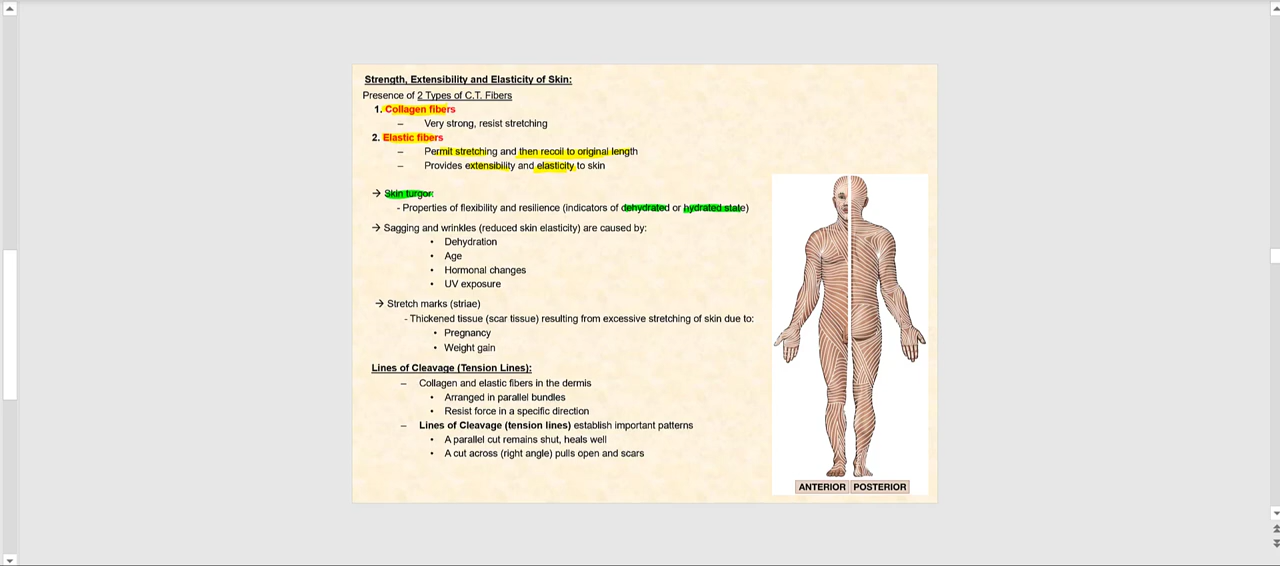 Strength, Extensibility and Elasticity of Skin:
Presence of 2 Types of C.T. Fibers
1. Collagen fibers
– Very strong, resist stretching
2. Elastic fibers
– Permit stretching and then recoil to original length
– Provides extensibility and elasticity to skin
→ Skin turgor:
- Properties of flexibility and resilience (indicators of dehydrated or hydrated state)
→ Sagging and wrinkles (reduced skin elasticity) are caused by:
• Dehydration
• Age
• Hormonal changes
• UV exposure
→ Stretch marks (striae)
- Thickened tissue (scar tissue) resulting from excessive stretching of skin due to:
• Pregnancy
• Weight gain
Lines of Cleavage (Tension Lines):
– Collagen and elastic fibers in the dermis
• Arranged in parallel bundles
• Resist force in a specific direction
– Lines of Cleavage (tension lines) establish important patterns
• A parallel cut remains shut, heals well
• A cut across (right angle) pulls open and scars
ANTERIOR POSTERIOR